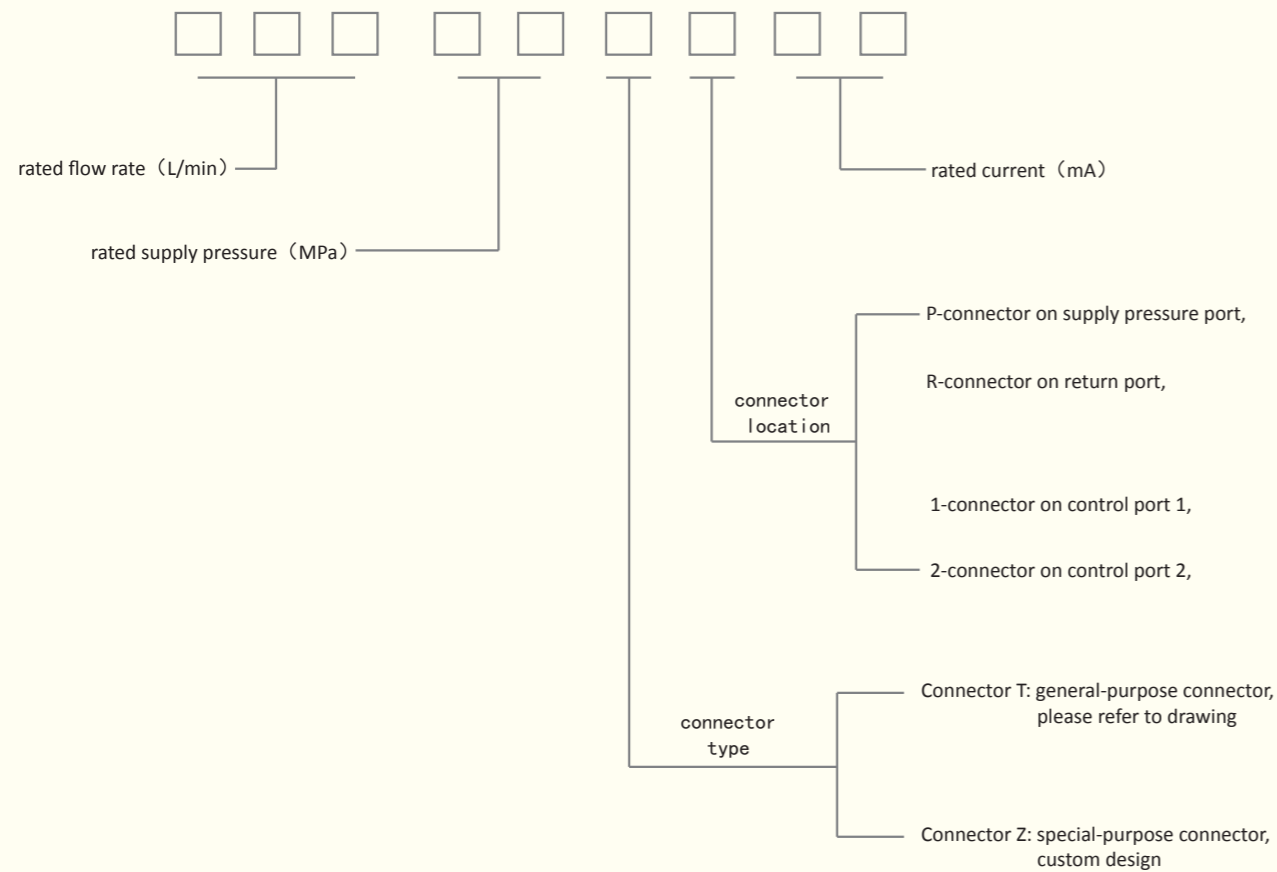 rated flow rate（L/min）
rated current（mA）
rated supply pressure（MPa）
P-connector on supply pressure port,
R-connector on return port,
connector
location
1-connector on control port 1,
2-connector on control port 2,
Connector T: general-purpose connector,
please refer to drawing
connector
type
Connector Z: special-purpose connector,
custom design